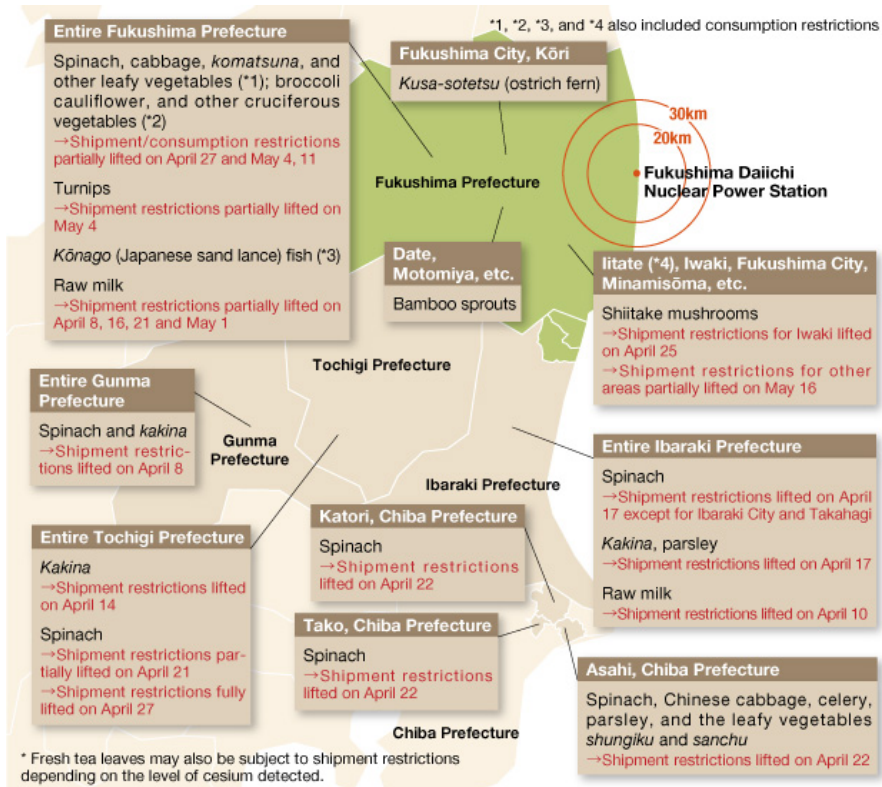 *1, *2, *3, and *4 also included consumption restrictions
Entire Fukushima Prefecture
Spinach, cabbage, komatsuna, and
other leafy vegetables (*1); broccoli
cauliflower, and other cruciferous
vegetables (*2)
→Shipment/consumption restrictions
partially lifted on April 27 and May 4, 11
Turnips
→Shipment restrictions partially lifted on
May 4
Kōnago (Japanese sand lance) fish (*3)
Raw milk
→Shipment restrictions partially lifted on
April 8, 16, 21 and May 1
Fukushima City, Kōri
Kusa-sotetsu (ostrich fern)
30km
20km
Fukushima Daiichi
Nuclear Power Station
Fukushima Prefecture
Date,
Motomiya, etc.
Bamboo sprouts
Iitate (*4), Iwaki, Fukushima City,
Minamisōma, etc.
Shiitake mushrooms
→Shipment restrictions for Iwaki lifted
on April 25
→Shipment restrictions for other
areas partially lifted on May 16
Tochigi Prefecture
Entire Gunma
Prefecture
Spinach and kakina
→Shipment restric-
tions lifted on April 8
Gunma
Prefecture
Ibaraki Prefecture
Entire Ibaraki Prefecture
Spinach
→Shipment restrictions lifted on April
17 except for Ibaraki City and Takahagi
Kakina, parsley
→Shipment restrictions lifted on April 17
Raw milk
→Shipment restrictions lifted on April 10
Entire Tochigi Prefecture
Kakina
→Shipment restrictions lifted
on April 14
Spinach
→Shipment restrictions par-
tially lifted on April 21
→Shipment restrictions fully
lifted on April 27
Katori, Chiba Prefecture
Spinach
→Shipment restrictions
lifted on April 22
Tako, Chiba Prefecture
Spinach
→Shipment restrictions
lifted on April 22
Asahi, Chiba Prefecture
Spinach, Chinese cabbage, celery,
parsley, and the leafy vegetables
shungiku and sanchu
→Shipment restrictions lifted on April 22
Chiba Prefecture
* Fresh tea leaves may also be subject to shipment restrictions
depending on the level of cesium detected.